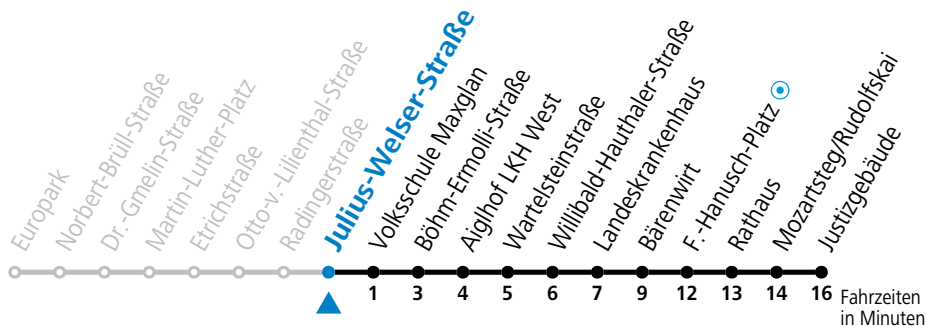 Europark
Norbert-Brüll-Straße
Dr.-Gmelin-Straße
Martin-Luther-Platz
Etrichstraße
Otto-v.-Lilienthal-Straße
Radingerstraße
Julius-Welser-Straße
Volksschule Maxglan
Böhm-Ermolli-Straße
Aiglhof LKH West
Wartelsteinstraße
Willibald-Hauthaler-Straße
Landeskrankenhaus
Bärenwirt
F.-Hanusch-Platz
Rathaus
Mozartsteg/Rudolfskai
Justizgebäude
1 3 4 5 6 7 9 12 13 14 16 Fahrzeiten
in Minuten